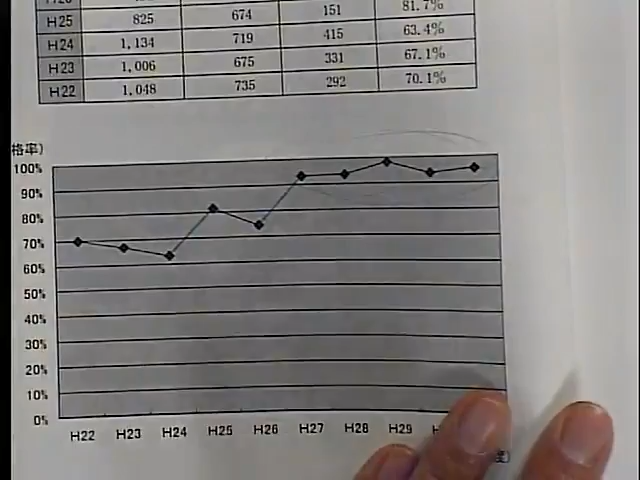 H25 825 674 151 81.7%
H24 1,134 719 415 63.4%
H23 1,006 675 331 67.1%
H22 1,048 735 292 70.1%
格率)
100%
90%
80%
70%
60%
50%
40%
30%
20%
10%
0%
H22 H23 H24 H25 H26 H27 H28 H29
度)